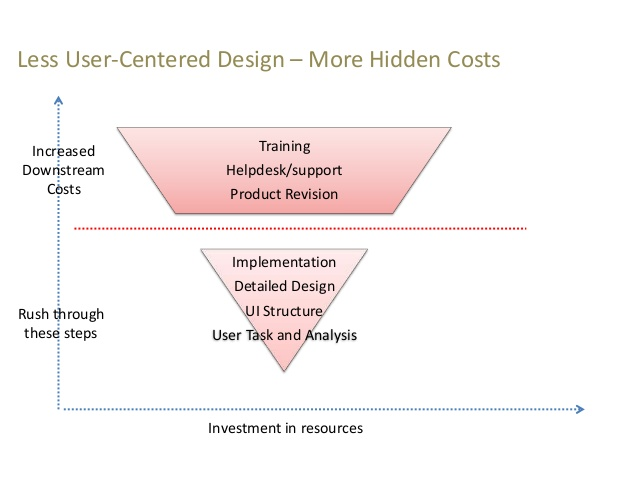 Less User-Centered Design – More Hidden Costs
Increased
Downstream
Costs
Training
Helpdesk/support
Product Revision
Rush through
these steps
Implementation
Detailed Design
UI Structure
User Task and Analysis
Investment in resources